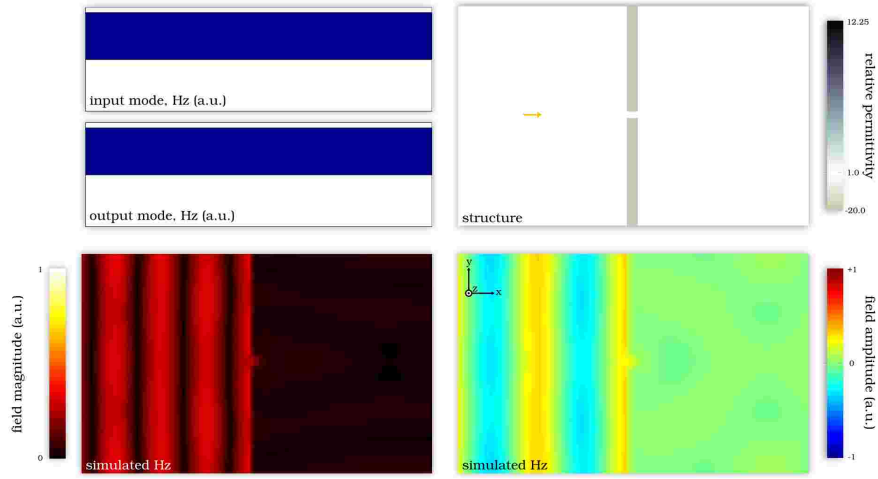 input mode, Hz (a.u.)
output mode, Hz (a.u.)
structure
12.25
1.0
-20.0
relative permittivity
1
0
0
field magnitude (a.u.)
simulated Hz
y
z
x
simulated Hz
+1
0
-1
field amplitude (a.u.)